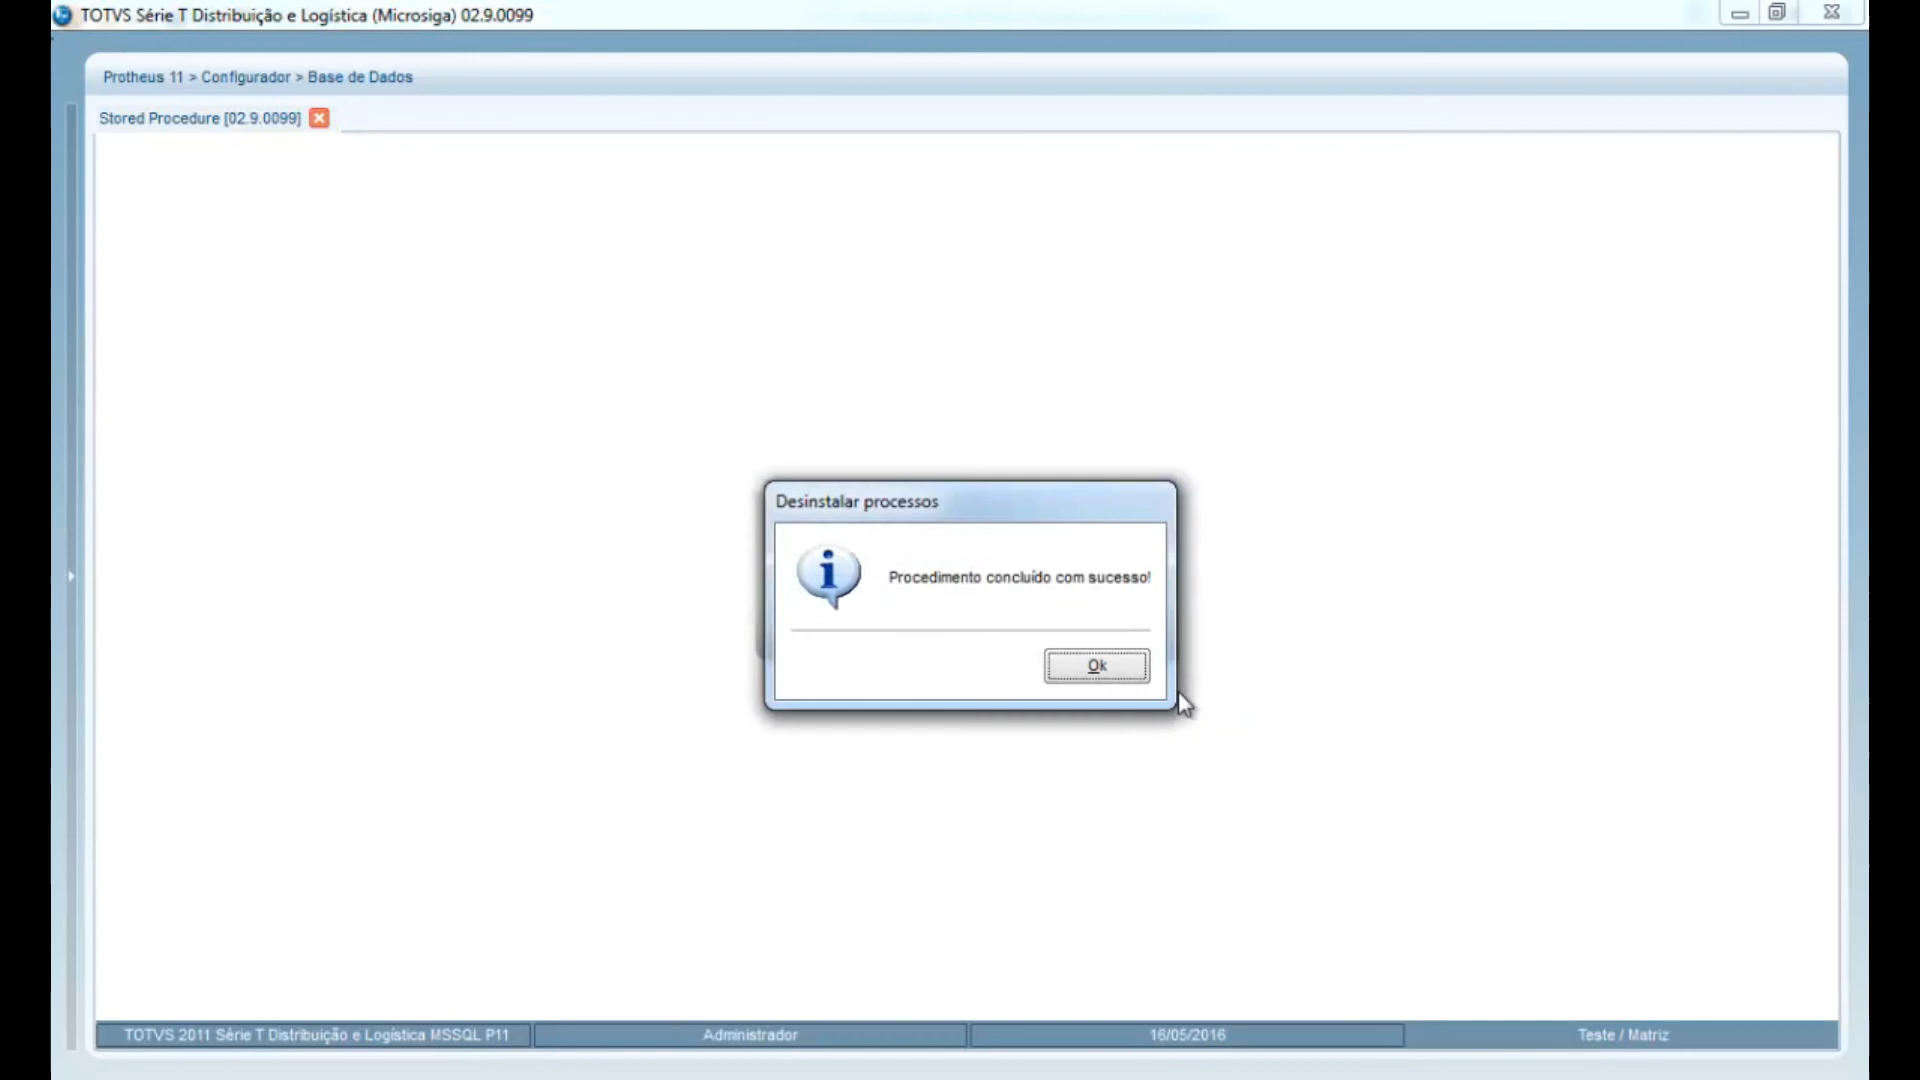 TOTVS Série T Distribuição e Logística (Microsiga) 02.9.0099
Protheus 11 > Configurador > Base de Dados
Stored Procedure [02.9.0099]
Desinstalar processos
Procedimento concluído com sucesso!
Ok
TOTVS 2011 Série T Distribuição e Logística MSSQL P11 Administrador 16/05/2016 Teste / Matriz